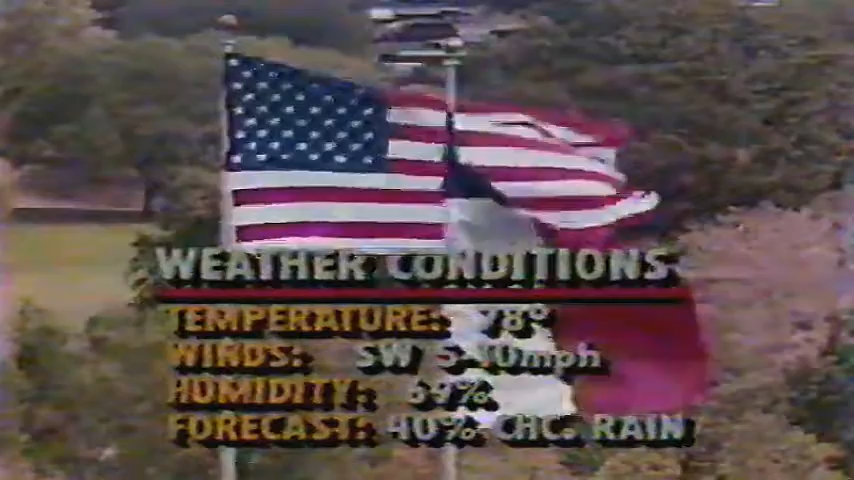 WEATHER CONDITIONS
TEMPERATURE: 78°
WINDS: SW 5-10mph
HUMIDITY: 69%
FORECAST: 40% CHC. RAIN